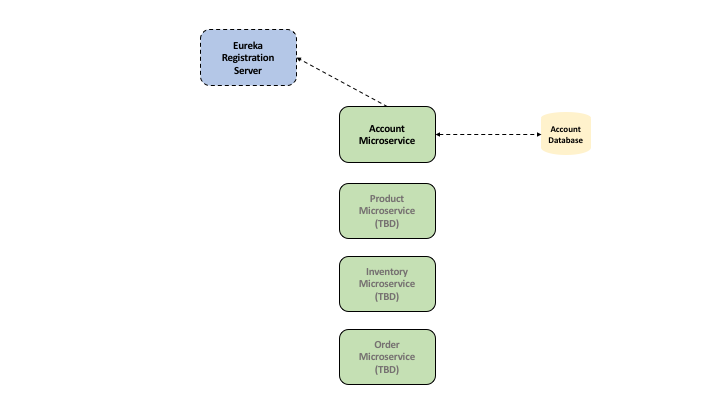 Eureka
Registration
Server
Account
Microservice
Account
Database
Product
Microservice
(TBD)
Inventory
Microservice
(TBD)
Order
Microservice
(TBD)